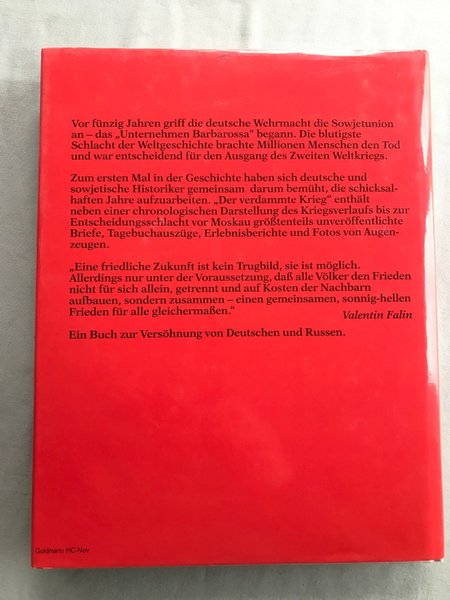 Vor fünzig Jahren griff die deutsche Wehrmacht die Sowjetunion
an – das „Unternehmen Barbarossa" begann. Die blutigste
Schlacht der Weltgeschichte brachte Millionen Menschen den Tod
und war entscheidend für den Ausgang des Zweiten Weltkriegs.
Zum ersten Mal in der Geschichte haben sich deutsche und
sowjetische Historiker gemeinsam darum bemüht, die schicksal-
haften Jahre aufzuarbeiten. „Der verdammte Krieg" enthält
neben einer chronologischen Darstellung des Kriegsverlaufs bis zur
Entscheidungsschlacht vor Moskau größtenteils unveröffentlichte
Briefe, Tagebuchauszüge, Erlebnisberichte und Fotos von Augen-
zeugen.
„Eine friedliche Zukunft ist kein Trugbild, sie ist möglich.
Allerdings nur unter der Voraussetzung, daß alle Völker den Frieden
nicht für sich allein, getrennt und auf Kosten der Nachbarn
aufbauen, sondern zusammen – einen gemeinsamen, sonnig-hellen
Frieden für alle gleichermaßen."
Valentin Falin
Ein Buch zur Versöhnung von Deutschen und Russen.
Goldmann HC-Nov